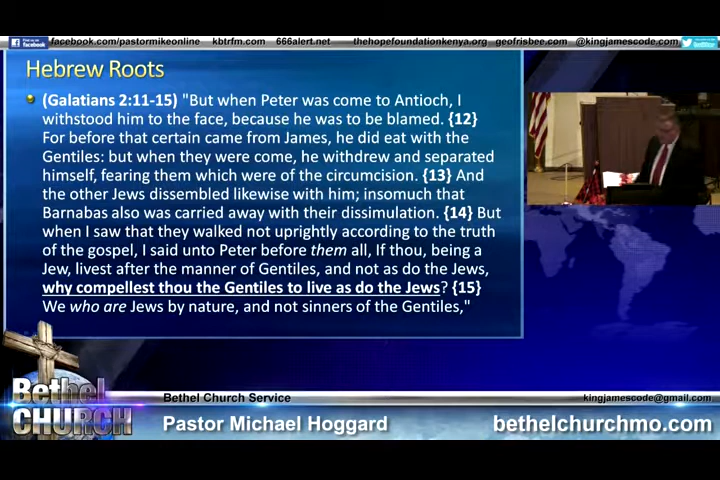 Find us on facebook facebook.com/pastormikeonline kbtrfm.com 666alert.net thehopefoundationkenya.org geofrisbee.com @kingjamescode.com twitter
Hebrew Roots
(Galatians 2:11-15) "But when Peter was come to Antioch, I
withstood him to the face, because he was to be blamed. {12}
For before that certain came from James, he did eat with the
Gentiles: but when they were come, he withdrew and separated
himself, fearing them which were of the circumcision. {13} And
the other Jews dissembled likewise with him; insomuch that
Barnabas also was carried away with their dissimulation. {14} But
when I saw that they walked not uprightly according to the truth
of the gospel, I said unto Peter before them all, If thou, being a
Jew, livest after the manner of Gentiles, and not as do the Jews,
why compellest thou the Gentiles to live as do the Jews? {15}
We who are Jews by nature, and not sinners of the Gentiles,"
Bethel
CHURCH
Bethel Church Service
kingjamescode@gmail.com
Pastor Michael Hoggard
bethelchurchmo.com